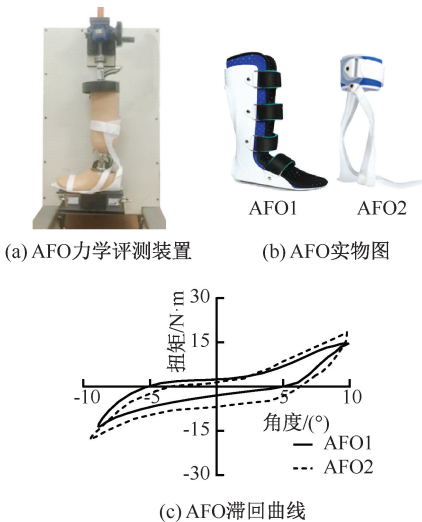 AFO1
AFO2
(a) AFO力学评测装置
(b) AFO实物图
扭矩/N·m
30
15
-10
-5
5
10
-15
-30
角度/(°)
AFO1
AFO2
(c) AFO滞回曲线